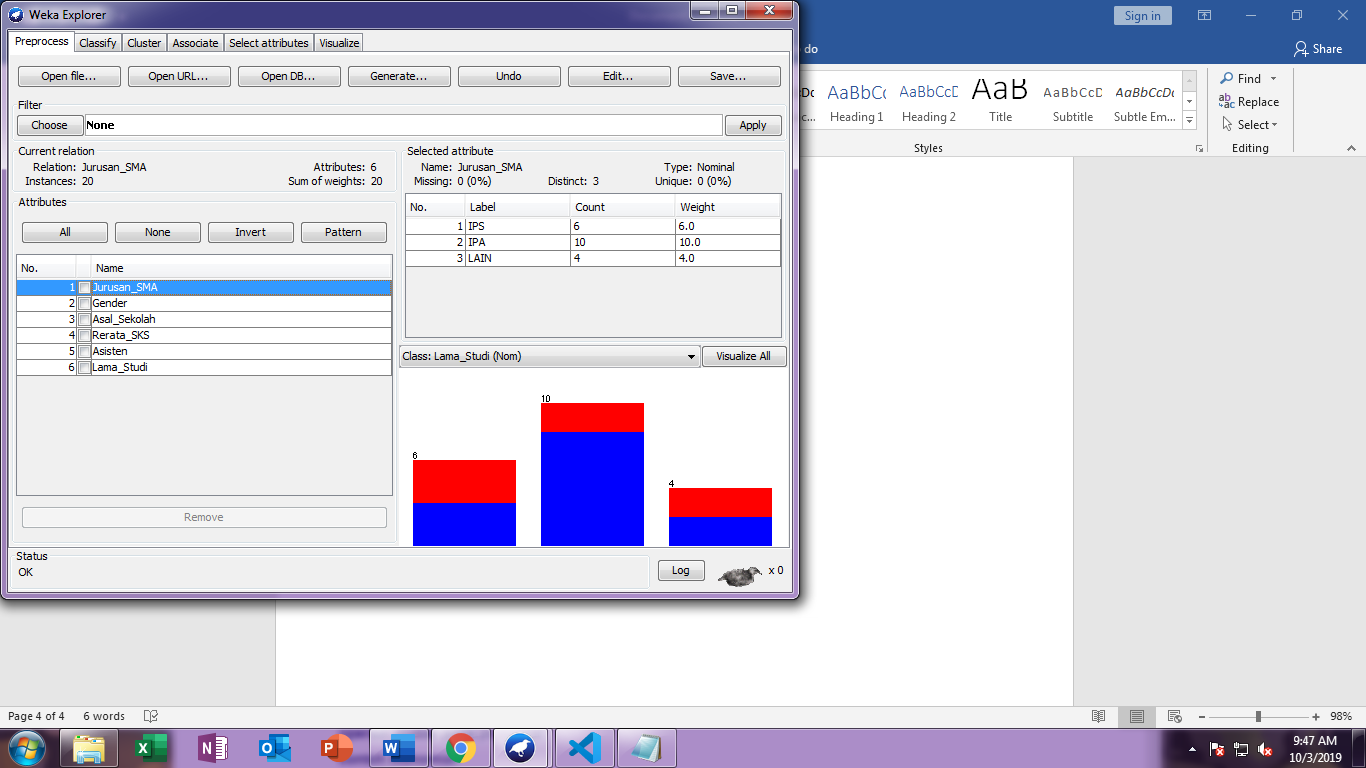 Weka Explorer
Sign in
Preprocess Classify Cluster Associate Select attributes Visualize
do
Share
Open file... Open URL... Open DB... Generate... Undo Edit... Save...
Filter
Choose None Apply
AaBbCc AaBbCcD AaB AaBbCcD AaBbCcDc
c... Heading 1 Heading 2 Title Subtitle Subtle Em...
Styles
Find
Replace
Select
Editing
Current relation
Relation: Jurusan_SMA Attributes: 6
Instances: 20 Sum of weights: 20
Selected attribute
Name: Jurusan_SMA Type: Nominal
Missing: 0 (0%) Distinct: 3 Unique: 0 (0%)
No. Label Count Weight
1 IPS 6 6.0
2 IPA 10 10.0
3 LAIN 4 4.0
Attributes
All None Invert Pattern
No. Name
1 Jurusan_SMA
2 Gender
3 Asal_Sekolah
4 Rerata_SKS
5 Asisten
6 Lama_Studi
Remove
Class: Lama_Studi (Nom) Visualize All
6
10
4
Status
OK
Log x 0
Page 4 of 4 6 words 98%
9:47 AM
10/3/2019